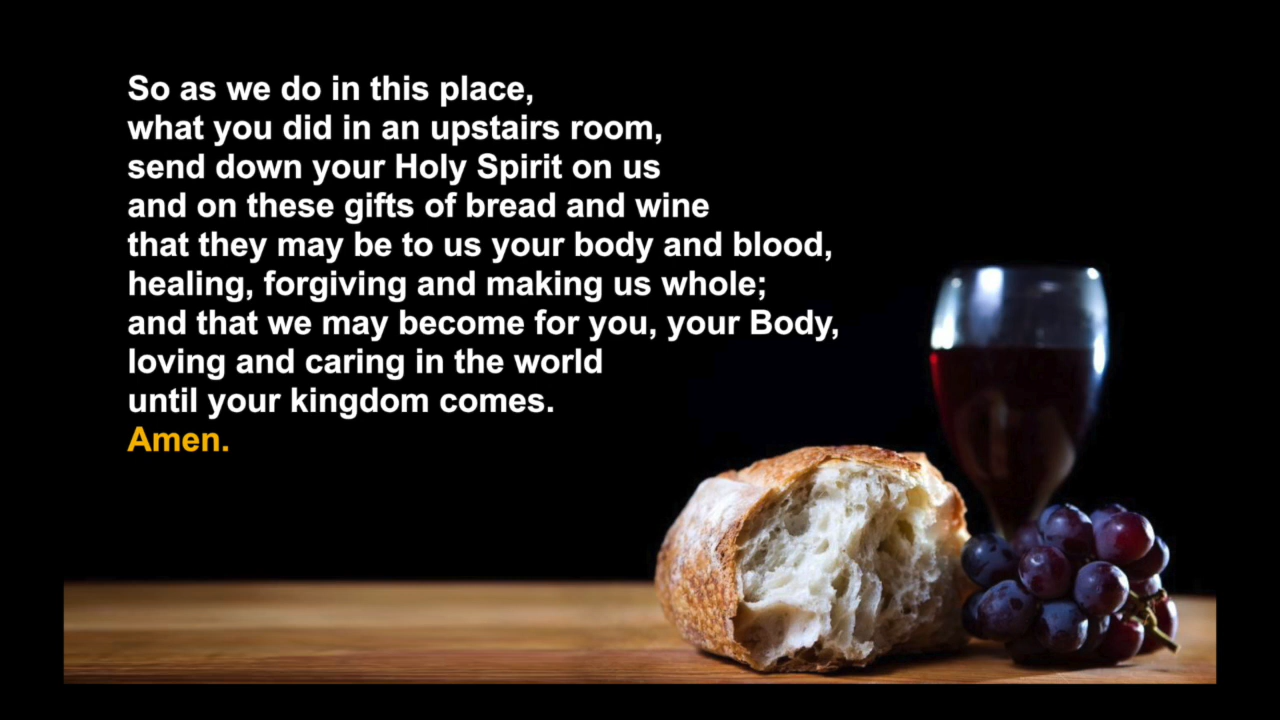 So as we do in this place,
what you did in an upstairs room,
send down your Holy Spirit on us
and on these gifts of bread and wine
that they may be to us your body and blood,
healing, forgiving and making us whole;
and that we may become for you, your Body,
loving and caring in the world
until your kingdom comes.
Amen.